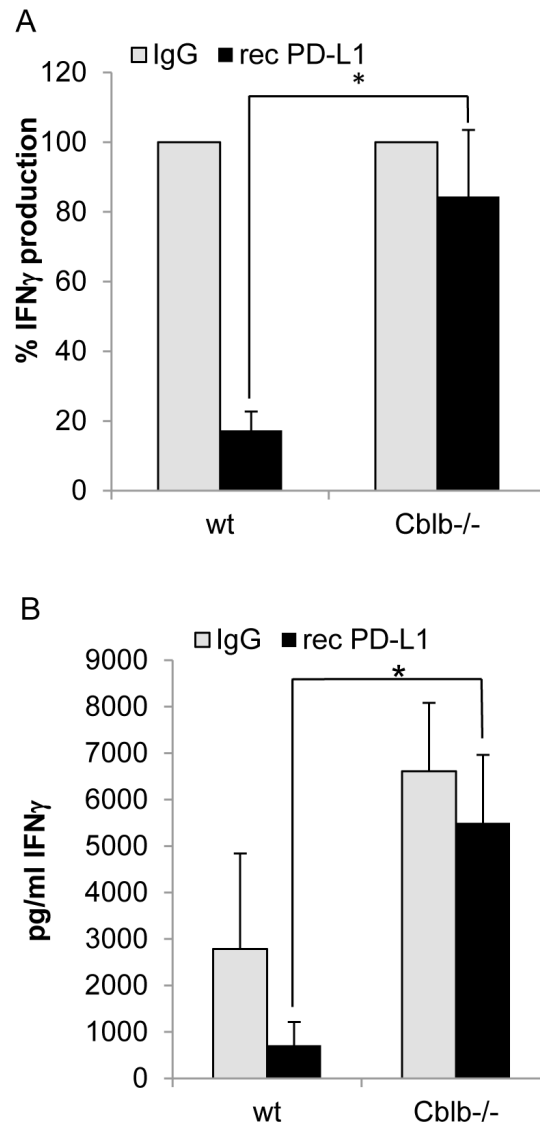 A
IgG rec PD-L1
120
*
100
80
60
40
20
0
% IFNγ production
wt Cblb-/-
B
IgG rec PD-L1
9000
*
8000
7000
6000
5000
4000
3000
2000
1000
0
pg/ml IFNγ
wt Cblb-/-